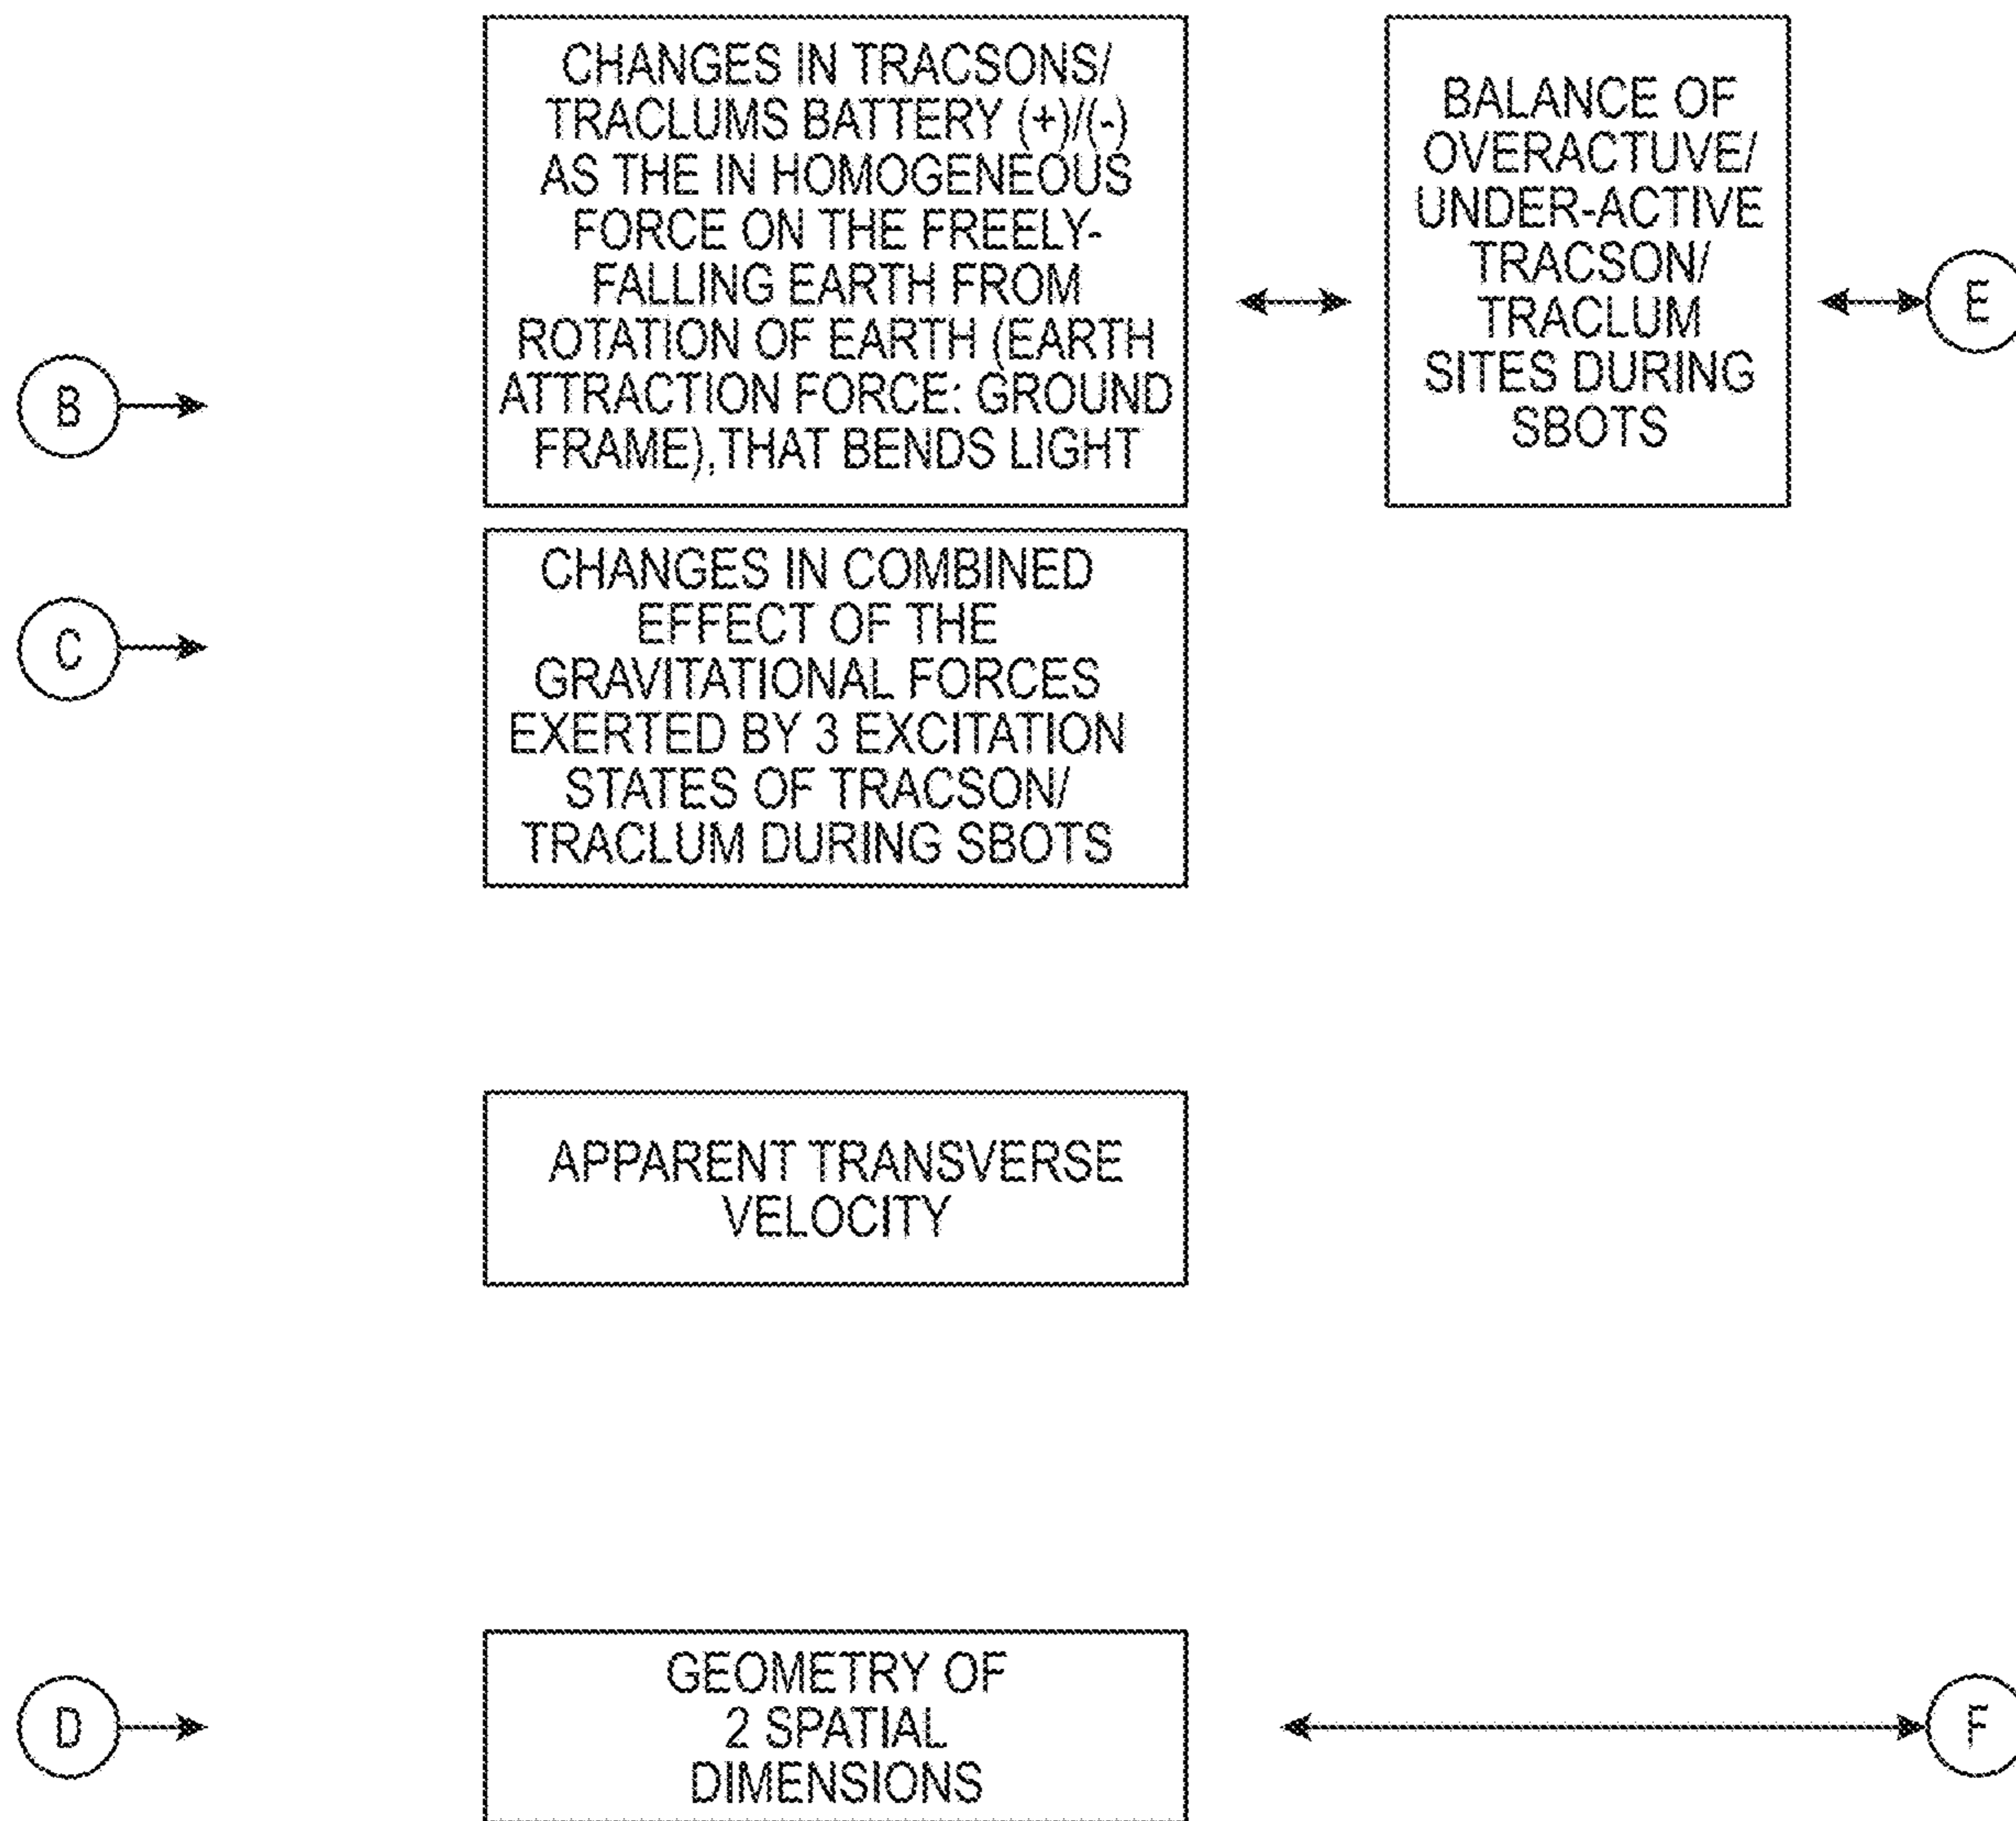 CHANGES IN TRACSONS/
TRACLUMS BATTERY (+)/(-)
AS THE IN HOMOGENEOUS
FORCE ON THE FREELY-
FALLING EARTH FROM
ROTATION OF EARTH (EARTH
ATTRACTION FORCE: GROUND
FRAME), THAT BENDS LIGHT
BALANCE OF
OVERACTUVE/
UNDER-ACTIVE
TRACSON/
TRACLUM
SITES DURING
SBOTS
E
B
C
CHANGES IN COMBINED
EFFECT OF THE
GRAVITATIONAL FORCES
EXERTED BY 3 EXCITATION
STATES OF TRACSON/
TRACLUM DURING SBOTS
APPARENT TRANSVERSE
VELOCITY
D
GEOMETRY OF
2 SPATIAL
DIMENSIONS
F